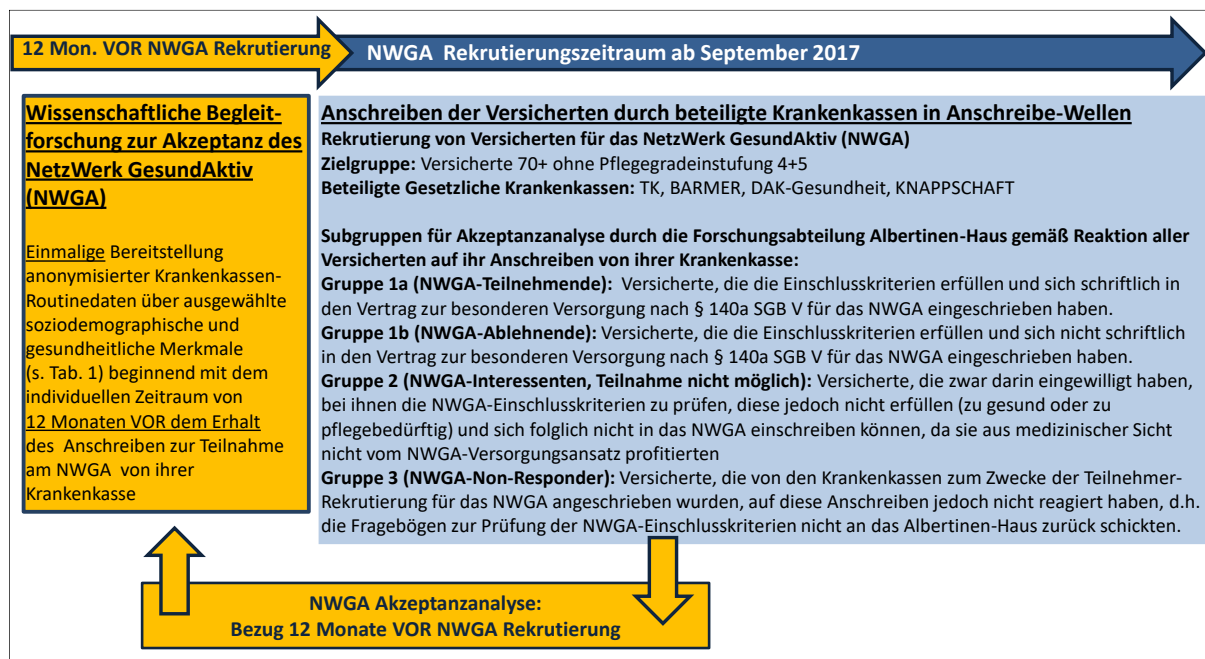 12 Mon. VOR NWGA Rekrutierung
NWGA Rekrutierungszeitraum ab September 2017
Wissenschaftliche Begleit-
forschung zur Akzeptanz des
NetzWerk GesundAktiv
(NWGA)
Einmalige Bereitstellung
anonymisierter Krankenkassen-
Routinedaten über ausgewählte
soziodemographische und
gesundheitliche Merkmale
(s. Tab. 1) beginnend mit dem
individuellen Zeitraum von
12 Monaten VOR dem Erhalt
des Anschreiben zur Teilnahme
am NWGA von ihrer
Krankenkasse
Anschreiben der Versicherten durch beteiligte Krankenkassen in Anschreibe-Wellen
Rekrutierung von Versicherten für das NetzWerk GesundAktiv (NWGA)
Zielgruppe: Versicherte 70+ ohne Pflegegradeinstufung 4+5
Beteiligte Gesetzliche Krankenkassen: TK, BARMER, DAK-Gesundheit, KNAPPSCHAFT
Subgruppen für Akzeptanzanalyse durch die Forschungsabteilung Albertinen-Haus gemäß Reaktion aller
Versicherten auf ihr Anschreiben von ihrer Krankenkasse:
Gruppe 1a (NWGA-Teilnehmende): Versicherte, die die Einschlusskriterien erfüllen und sich schriftlich in
den Vertrag zur besonderen Versorgung nach § 140a SGB V für das NWGA eingeschrieben haben.
Gruppe 1b (NWGA-Ablehnende): Versicherte, die die Einschlusskriterien erfüllen und sich nicht schriftlich
in den Vertrag zur besonderen Versorgung nach § 140a SGB V für das NWGA eingeschrieben haben.
Gruppe 2 (NWGA-Interessenten, Teilnahme nicht möglich): Versicherte, die zwar darin eingewilligt haben,
bei ihnen die NWGA-Einschlusskriterien zu prüfen, diese jedoch nicht erfüllen (zu gesund oder zu
pflegebedürftig) und sich folglich nicht in das NWGA einschreiben können, da sie aus medizinischer Sicht
nicht vom NWGA-Versorgungsansatz profitierten
Gruppe 3 (NWGA-Non-Responder): Versicherte, die von den Krankenkassen zum Zwecke der Teilnehmer-
Rekrutierung für das NWGA angeschrieben wurden, auf diese Anschreiben jedoch nicht reagiert haben, d.h.
die Fragebögen zur Prüfung der NWGA-Einschlusskriterien nicht an das Albertinen-Haus zurück schickten.
NWGA Akzeptanzanalyse:
Bezug 12 Monate VOR NWGA Rekrutierung